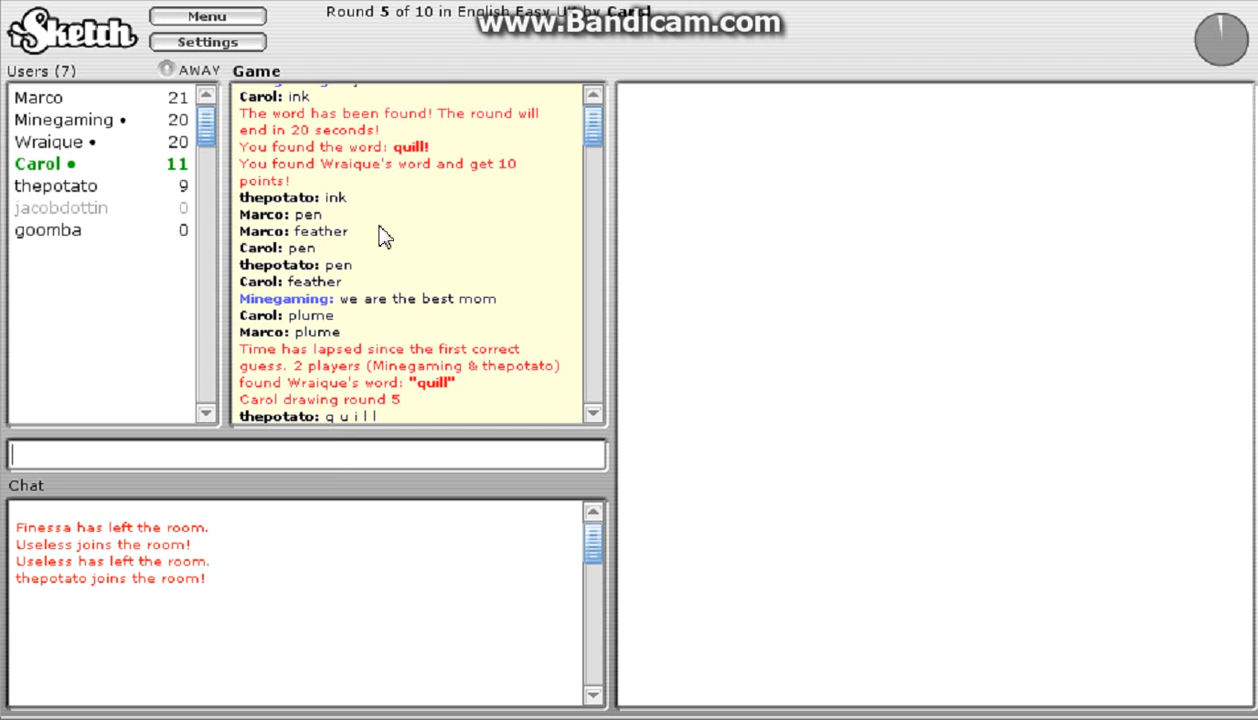 iSketch
Menu
Settings
Round 5 of 10 in English Easy by Carol
www.Bandicam.com
Users (7)
AWAY
Game
Marco 21
Minegaming • 20
Wraique • 20
Carol • 11
thepotato 9
jacobdottin 0
goomba 0
Carol: ink
The word has been found! The round will
end in 20 seconds!
You found the word: quill!
You found Wraique's word and get 10
points!
thepotato: ink
Marco: pen
Marco: feather
Carol: pen
thepotato: pen
Carol: feather
Minegaming: we are the best mom
Carol: plume
Marco: plume
Time has lapsed since the first correct
guess. 2 players (Minegaming & thepotato)
found Wraique's word: "quill"
Carol drawing round 5
thepotato: q u i l l
Chat
Finessa has left the room.
Useless joins the room!
Useless has left the room.
thepotato joins the room!